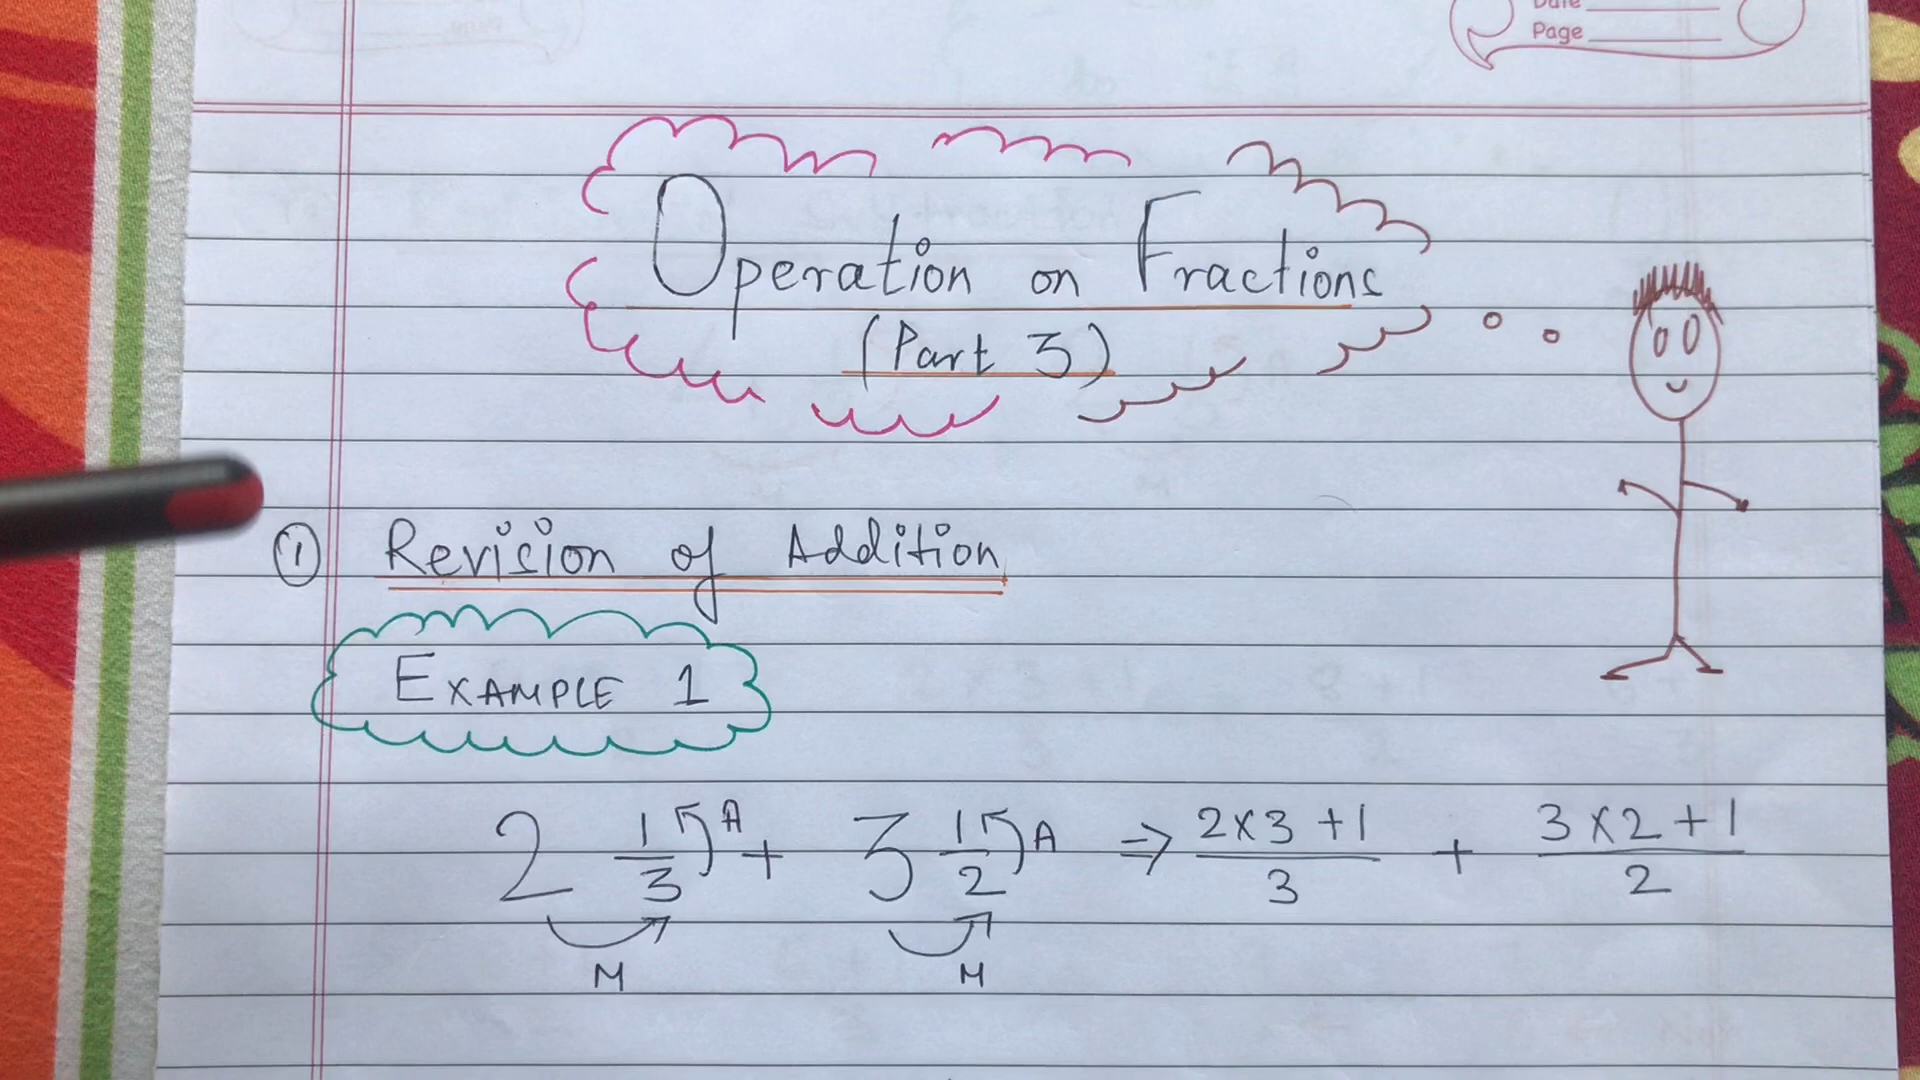 Date
Page
Operation on Fractions
(Part 3)
① Revision of Addition
EXAMPLE 1
2 1/3 A + 3 1/2 A ⇒ 2×3+1/3 + 3×2+1/2
M M